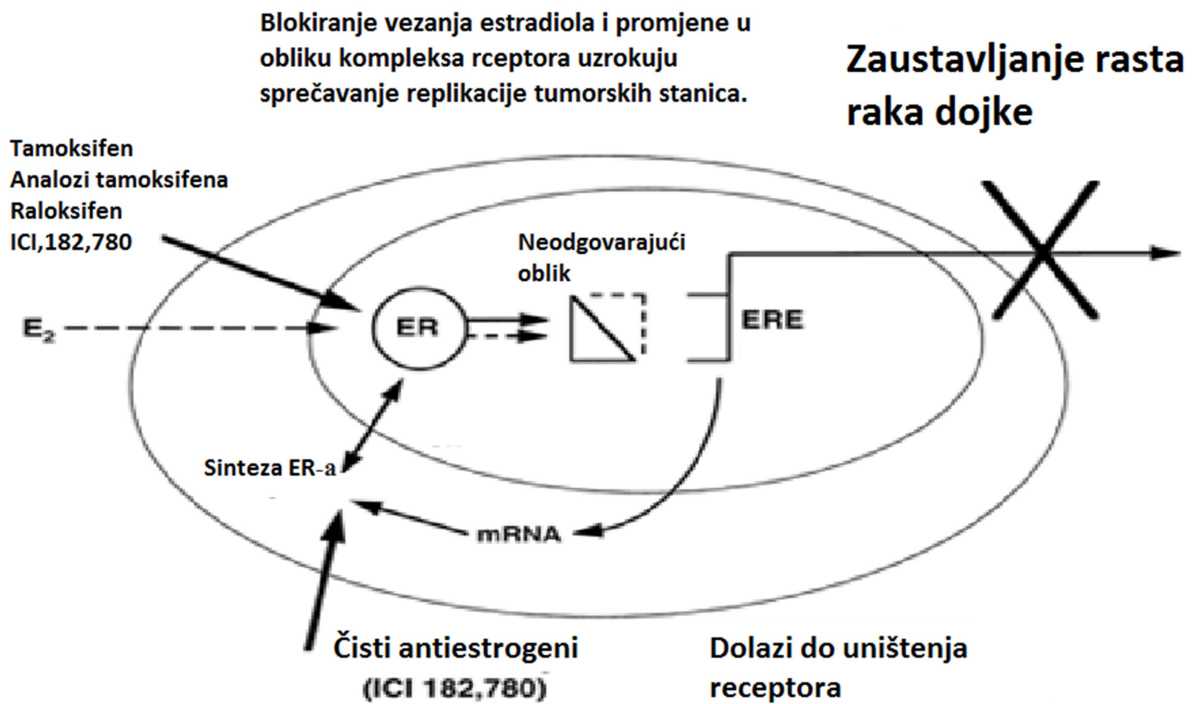 Blokiranje vezanja estradiola i promjene u
obliku kompleksa rceptora uzrokuju
sprečavanje replikacije tumorskih stanica.
Zaustavljanje rasta
raka dojke
Tamoksifen
Analozi tamoksifena
Raloksifen
ICI,182,780
Neodgovarajući
oblik
E₂
ER
ERE
Sinteza ER-a
mRNA
Čisti antiestrogeni
(ICI 182,780)
Dolazi do uništenja
receptora